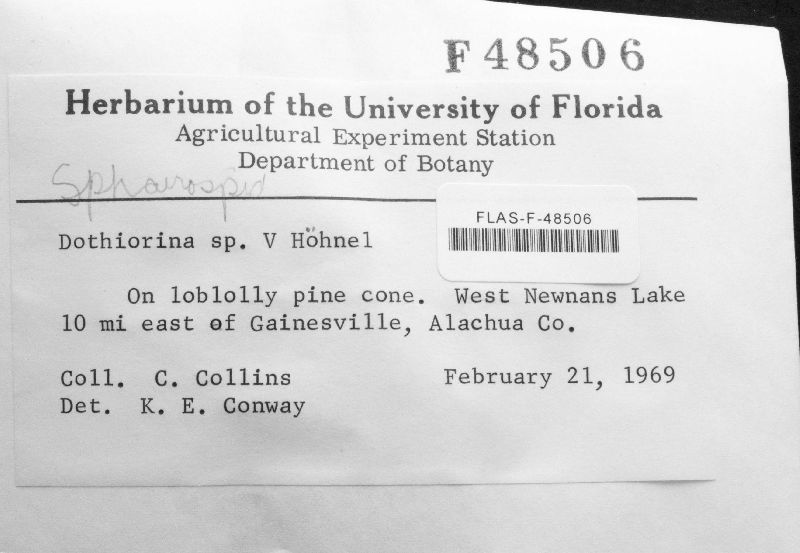 F48506
Herbarium of the University of Florida
Agricultural Experiment Station
Department of Botany
FLAS-F-48506
Dothiorina sp. V Höhnel
On loblolly pine cone. West Newnans Lake
10 mi east of Gainesville, Alachua Co.
Coll. C. Collins February 21, 1969
Det. K. E. Conway